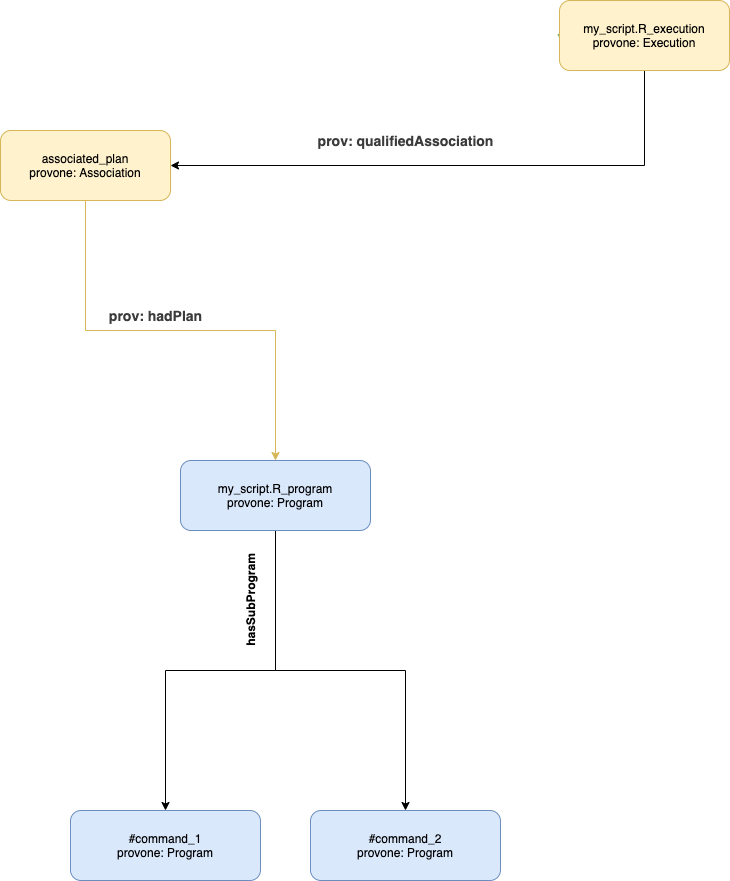 my_script.R_execution
provone: Execution
prov: qualifiedAssociation
associated_plan
provone: Association
prov: hadPlan
my_script.R_program
provone: Program
hasSubProgram
#command_1
provone: Program
#command_2
provone: Program